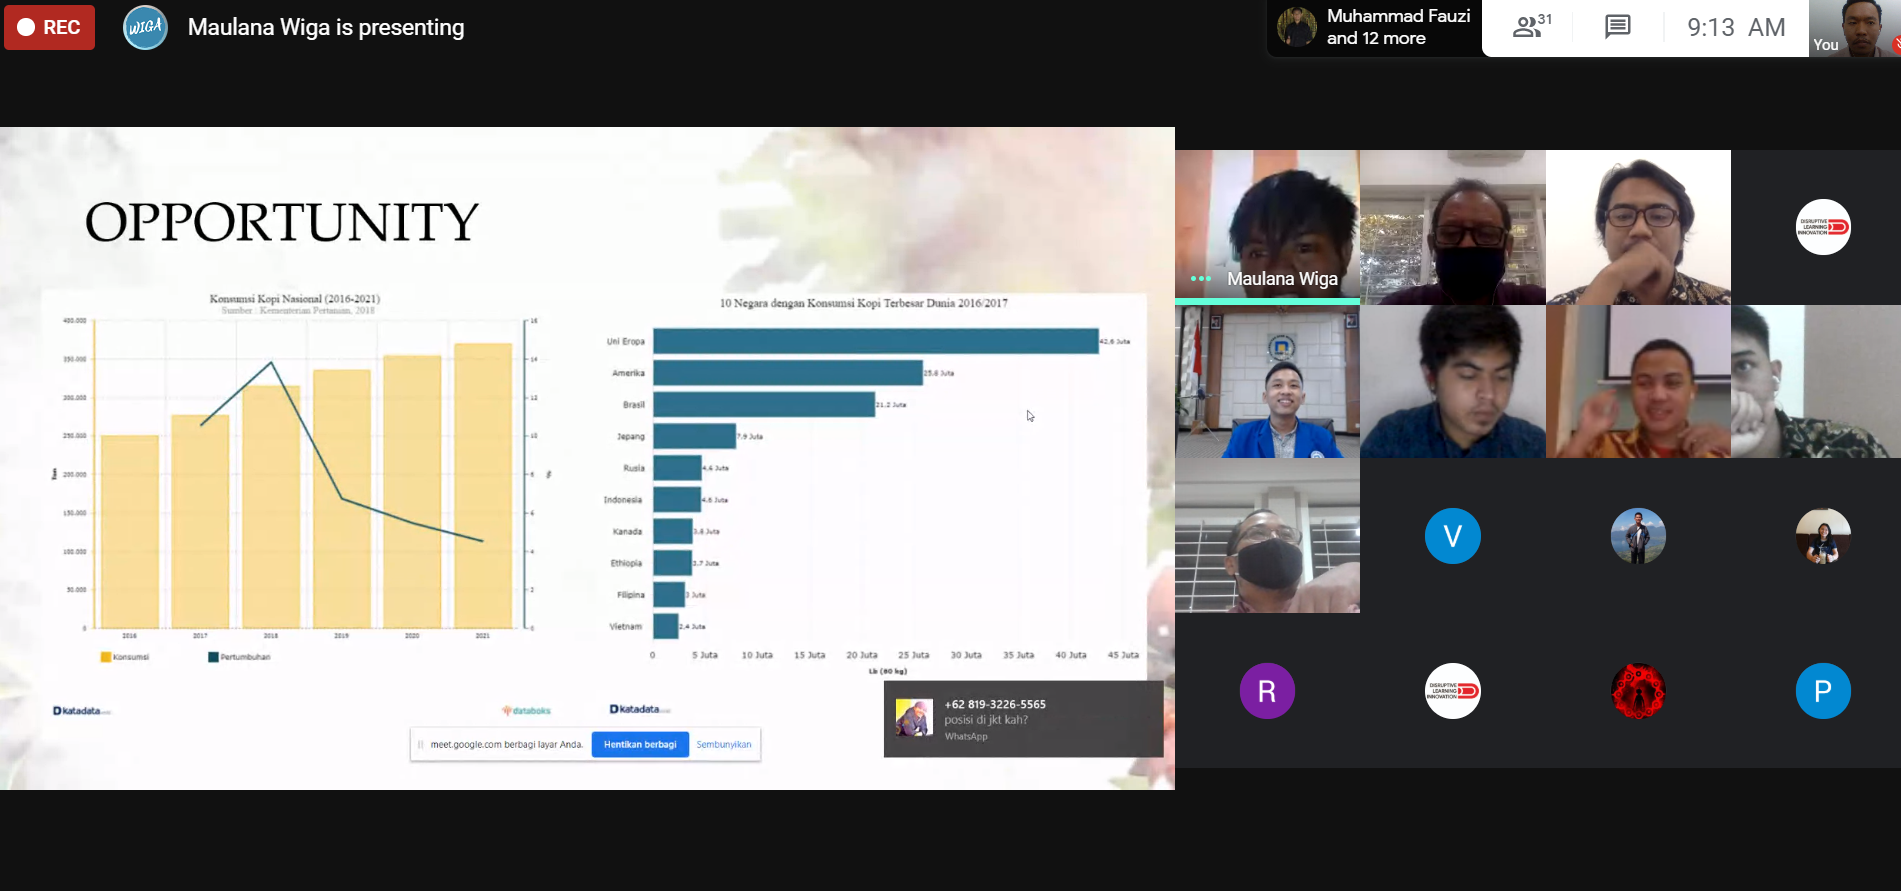 REC
WIGA
Maulana Wiga is presenting
Muhammad Fauzi
and 12 more
31
9:13 AM
You
OPPORTUNITY
Konsumsi Kopi Nasional (2016-2021)
Sumber : Kementerian Pertanian, 2018
400.000
350.000
300.000
250.000
200.000
150.000
100.000
50.000
0
Ton
16
14
12
10
8
6
4
2
0
%
2016
2017
2018
2019
2020
2021
Konsumsi
Pertumbuhan
katadata
databoks
10 Negara dengan Konsumsi Kopi Terbesar Dunia 2016/2017
Uni Eropa 42,6 Juta
Amerika 25,8 Juta
Brasil 21,2 Juta
Jepang 7,9 Juta
Rusia 4,6 Juta
Indonesia 4,6 Juta
Kanada 3,8 Juta
Ethiopia 3,7 Juta
Filipina 3 Juta
Vietnam 2,4 Juta
0 5 Juta 10 Juta 15 Juta 20 Juta 25 Juta 30 Juta 35 Juta 40 Juta 45 Juta
(60 kg)
katadata
meet.google.com berbagi layar Anda.
Hentikan berbagi
Sembunyikan
+62 819-3226-5565
posisi di jkt kah?
WhatsApp
Maulana Wiga
DISRUPTIVE
LEARNING
INNOVATION
V
R
DISRUPTIVE
LEARNING
INNOVATION
P